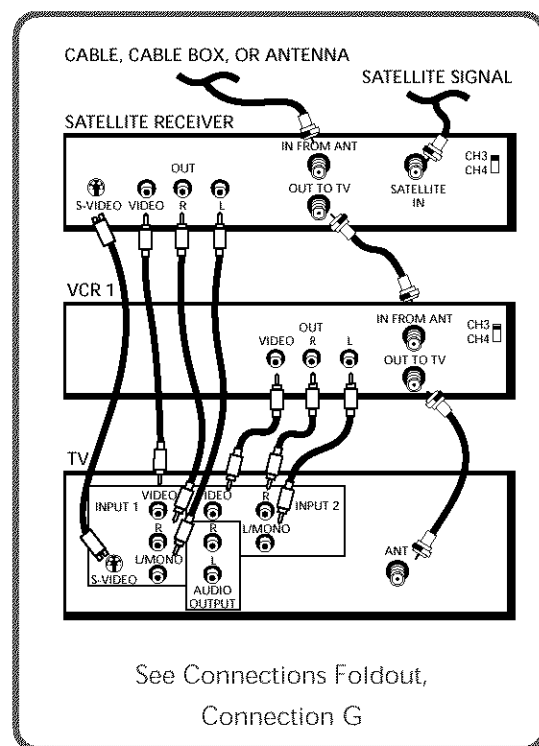 CABLE, CABLE BOX, OR ANTENNA
SATELLITE SIGNAL
SATELLITE RECEIVER
IN FROM ANT
OUT
CH3
CH4
S-VIDEO VIDEO R L
OUT TO TV
SATELLITE
IN
VCR 1
IN FROM ANT
OUT
CH3
CH4
VIDEO R L
OUT TO TV
TV
INPUT 1 VIDEO VIDEO R INPUT 2
R R L/MONO
ANT
S-VIDEO L/MONO L
AUDIO
OUTPUT
See Connections Foldout,
Connection G